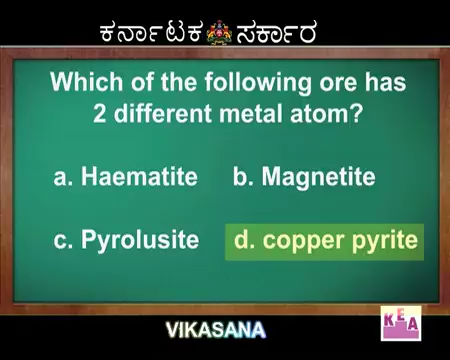 ಕರ್ನಾಟಕ ಸರ್ಕಾರ
Which of the following ore has
2 different metal atom?
a. Haematite b. Magnetite
c. Pyrolusite d. copper pyrite
VIKASANA
KEA